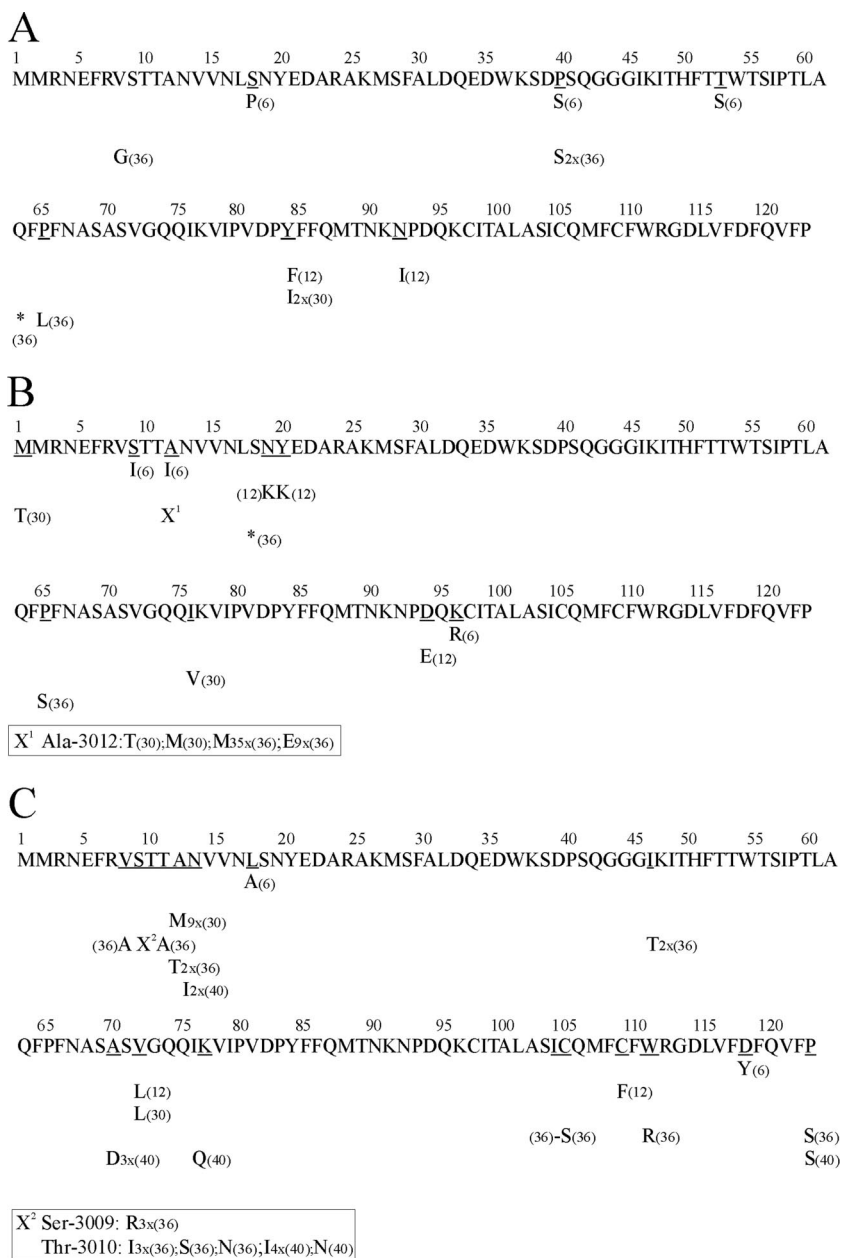 A
1 5 10 15 20 25 30 35 40 45 50 55 60
MMRNEFRVSTTANVVNLSNYEDARAKMSFALDQEDWKSDPSQGGGIKITHFTTWTSIPTLA
P(6) S(6) S(6)
G(36) S2x(36)
65 70 75 80 85 90 95 100 105 110 115 120
QFPFNASASVGQQIKVIPVDPYFFQMTNKNPDQKCITALASICQMFCFWRGDLVFDFQVFP
F(12) I(12)
I2x(30)
* L(36)
(36)
B
1 5 10 15 20 25 30 35 40 45 50 55 60
MMRNEFRVSTTANVVNLSNYEDARAKMSFALDQEDWKSDPSQGGGIKITHFTTWTSIPTLA
I(6) I(6)
(12)KK(12)
T(30) X¹
*(36)
65 70 75 80 85 90 95 100 105 110 115 120
QFPFNASASVGQQIKVIPVDPYFFQMTNKNPDQKCITALASICQMFCFWRGDLVFDFQVFP
R(6)
E(12)
V(30)
S(36)
X¹ Ala-3012:T(30);M(30);M35x(36);E9x(36)
C
1 5 10 15 20 25 30 35 40 45 50 55 60
MMRNEFRVSTTANVVNLSNYEDARAKMSFALDQEDWKSDPSQGGGIKITHFTTWTSIPTLA
A(6)
M9x(30)
(36)A X²A(36) T2x(36)
T2x(36)
I2x(40)
65 70 75 80 85 90 95 100 105 110 115 120
QFPFNASASVGQQIKVIPVDPYFFQMTNKNPDQKCITALASICQMFCFWRGDLVFDFQVFP
Y(6)
L(12) F(12)
L(30)
(36)-S(36) R(36) S(36)
D3x(40) Q(40) S(40)
X² Ser-3009: R3x(36)
Thr-3010: I3x(36);S(36);N(36);I4x(40);N(40)